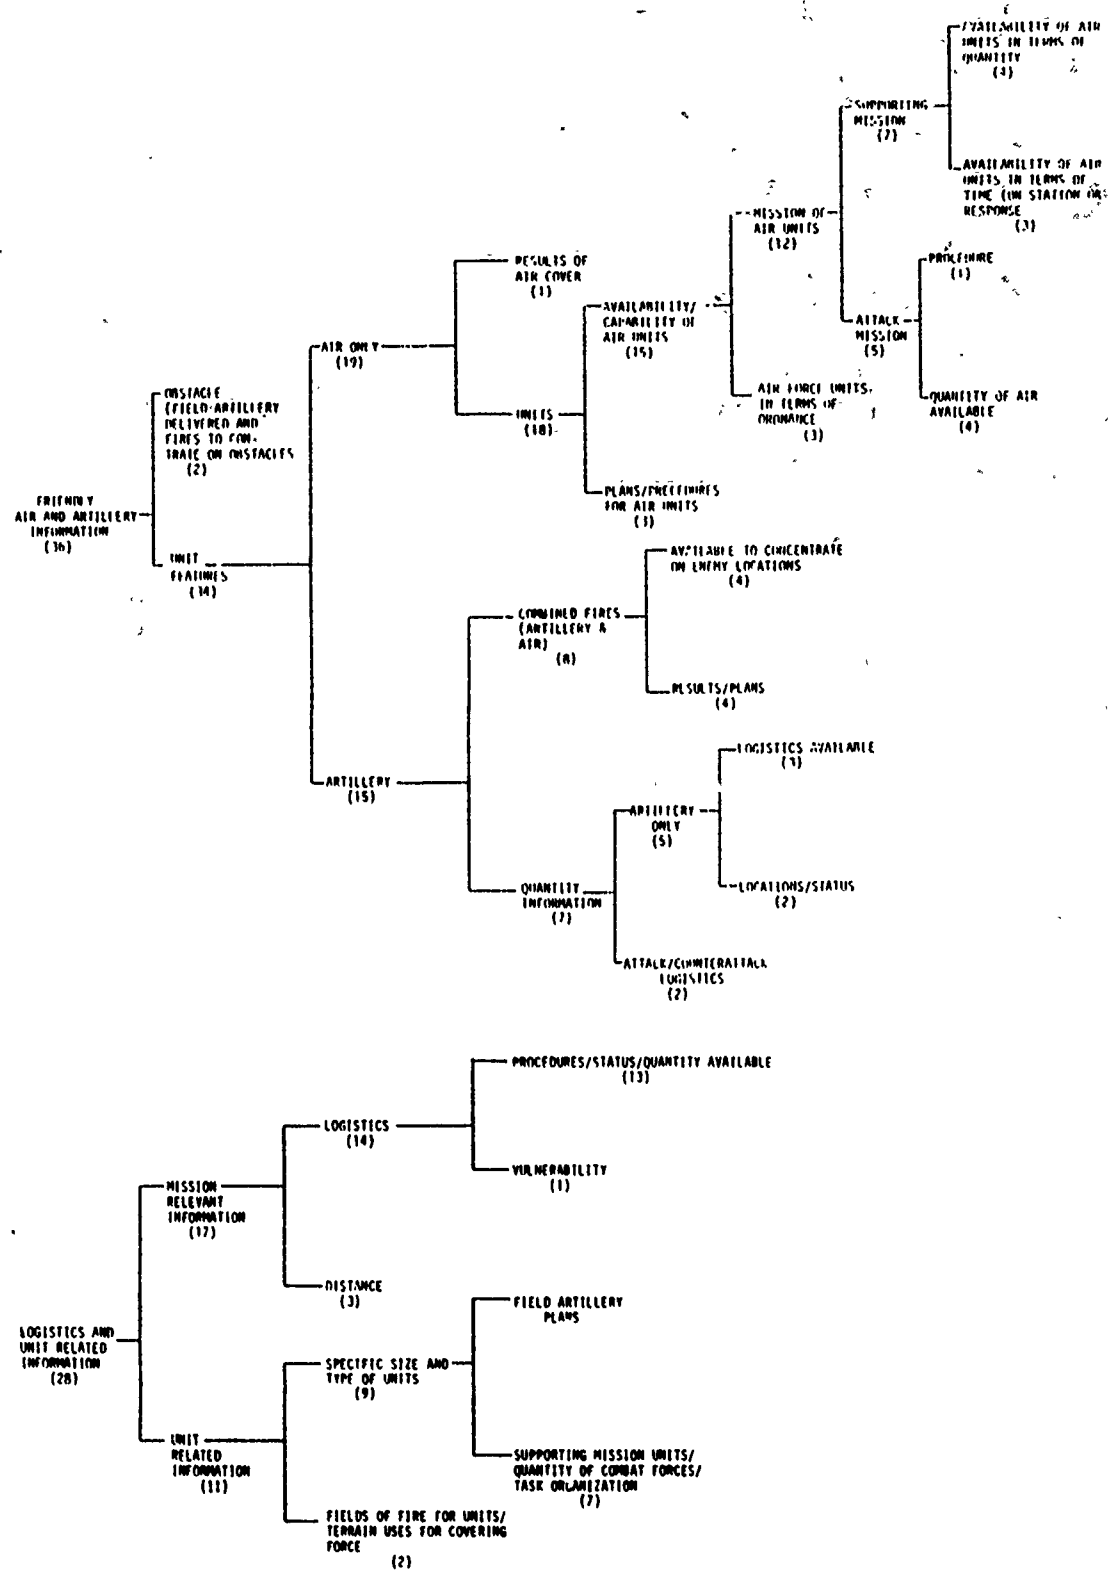 AVAILABILITY OF AIR
UNITS IN TERMS OF
QUANTITY
(4)
SUPPORTING
MISSION
(7)
AVAILABILITY OF AIR
UNITS IN TERMS OF
TIME (ON STATION OR
RESPONSE
(3)
MISSION OF
AIR UNITS
(12)
PROCEDURE
(1)
ATTACK
MISSION
(5)
QUANTITY OF AIR
AVAILABLE
(4)
RESULTS OF
AIR COVER
(1)
AVAILABILITY/
CAPABILITY OF
AIR UNITS
(15)
AIR FORCE UNITS
IN TERMS OF
ORDNANCE
(3)
AIR ONLY
(19)
UNITS
(18)
PLANS/PROCEDURES
FOR AIR UNITS
(3)
OBSTACLE
(FIELD ARTILLERY
DELIVERED AND
FIRES TO CON-
TRATE ON OBSTACLES
(2)
FRIENDLY
AIR AND ARTILLERY
INFORMATION
(36)
UNIT
FEATURES
(34)
AVAILABLE TO CONCENTRATE
ON ENEMY LOCATIONS
(4)
COMBINED FIRES
(ARTILLERY &
AIR)
(8)
RESULTS/PLANS
(4)
ARTILLERY
(15)
LOGISTICS AVAILABLE
(3)
ARTILLERY
ONLY
(5)
LOCATIONS/STATUS
(2)
QUANTITY
INFORMATION
(7)
ATTACK/COUNTERATTACK
LOGISTICS
(2)
PROCEDURES/STATUS/QUANTITY AVAILABLE
(13)
LOGISTICS
(14)
VULNERABILITY
(1)
MISSION
RELEVANT
INFORMATION
(17)
DISTANCE
(3)
LOGISTICS AND
UNIT RELATED
INFORMATION
(28)
FIELD ARTILLERY
PLANS
SPECIFIC SIZE AND
TYPE OF UNITS
(9)
SUPPORTING MISSION UNITS/
QUANTITY OF COMBAT FORCES/
TASK ORGANIZATION
(7)
UNIT
RELATED
INFORMATION
(11)
FIELDS OF FIRE FOR UNITS/
TERRAIN USES FOR COVERING
FORCE
(2)